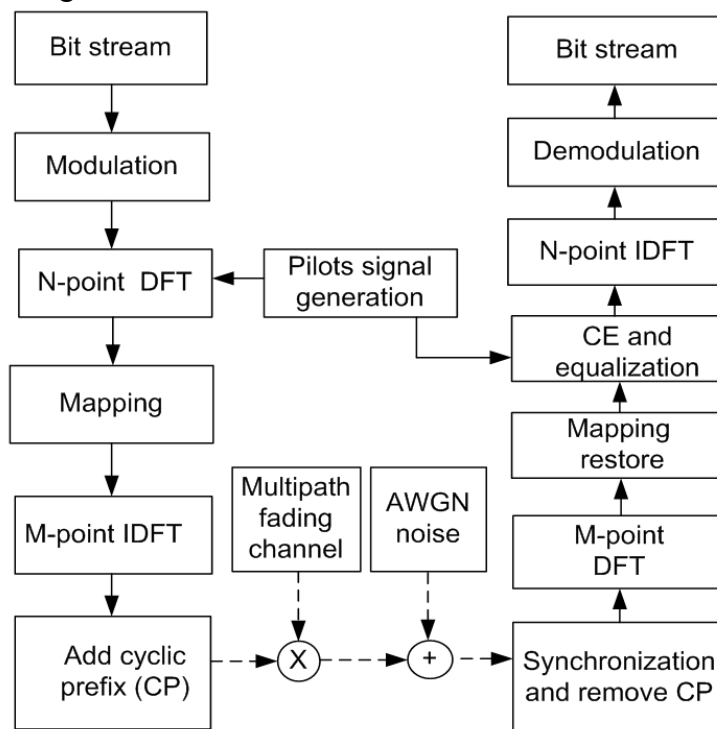 Bit stream
Modulation
N-point DFT
Mapping
M-point IDFT
Add cyclic
prefix (CP)
Pilots signal
generation
Multipath
fading
channel
AWGN
noise
X
+
Bit stream
Demodulation
N-point IDFT
CE and
equalization
Mapping
restore
M-point
DFT
Synchronization
and remove CP